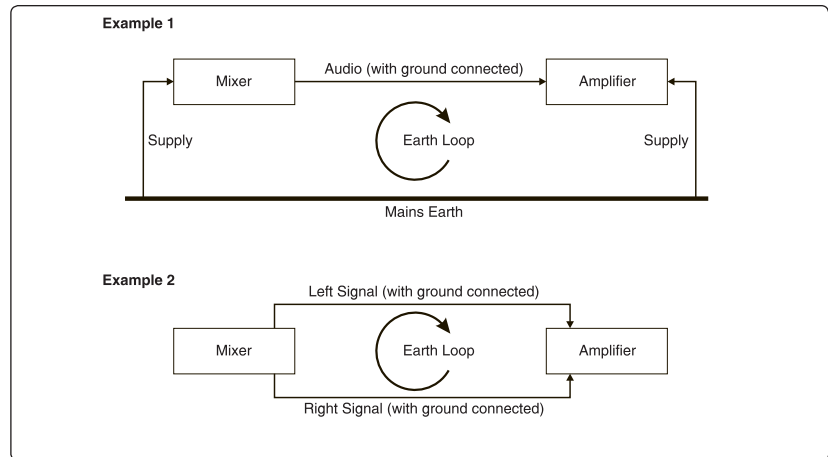 Example 1
Audio (with ground connected)
Mixer
Amplifier
Supply
Earth Loop
Supply
Mains Earth
Example 2
Left Signal (with ground connected)
Mixer
Earth Loop
Amplifier
Right Signal (with ground connected)